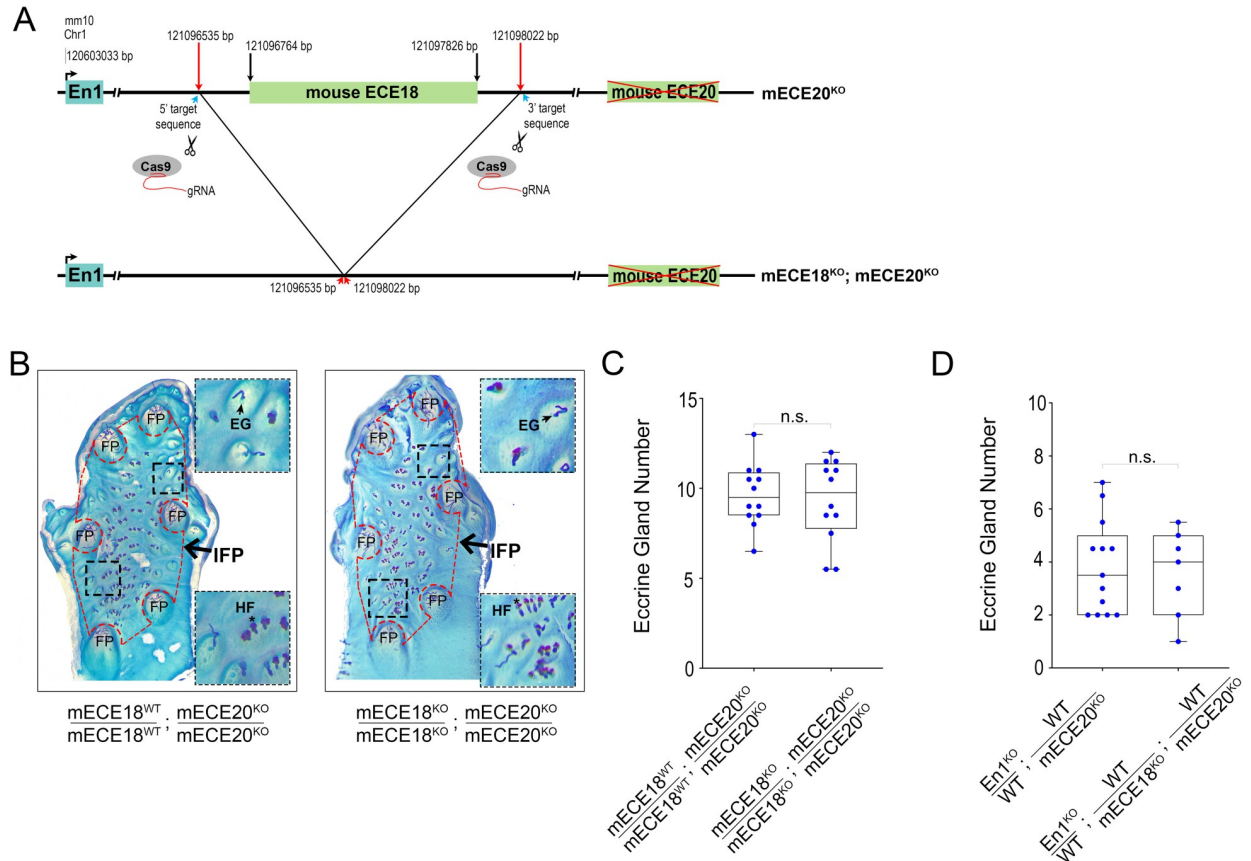 A
mm10
Chr1
120603033 bp
121096535 bp
121096764 bp
121097826 bp
121098022 bp
En1
mouse ECE18
mouse ECE20
mECE20ᴷᴼ
5' target
sequence
3' target
sequence
Cas9
gRNA
Cas9
gRNA
En1
mouse ECE20
mECE18ᴷᴼ; mECE20ᴷᴼ
121096535 bp
121098022 bp
B
FP
FP
FP
FP
FP
IFP
EG
HF
*
FP
FP
FP
FP
FP
FP
IFP
EG
HF
*
mECE18ᵂᵀ ; mECE20ᴷᴼ
mECE18ᵂᵀ mECE20ᴷᴼ
mECE18ᴷᴼ ; mECE20ᴷᴼ
mECE18ᴷᴼ mECE20ᴷᴼ
C
Eccrine Gland Number
15
10
5
0
n.s.
mECE18ᵂᵀ ; mECE20ᴷᴼ
mECE18ᵂᵀ mECE20ᴷᴼ
mECE18ᴷᴼ ; mECE20ᴷᴼ
mECE18ᴷᴼ mECE20ᴷᴼ
D
Eccrine Gland Number
10
8
6
4
2
0
n.s.
En1ᴷᴼ ; WT
WT mECE20ᴷᴼ
En1ᴷᴼ ; WT ; WT
WT mECE18ᴷᴼ mECE20ᴷᴼ